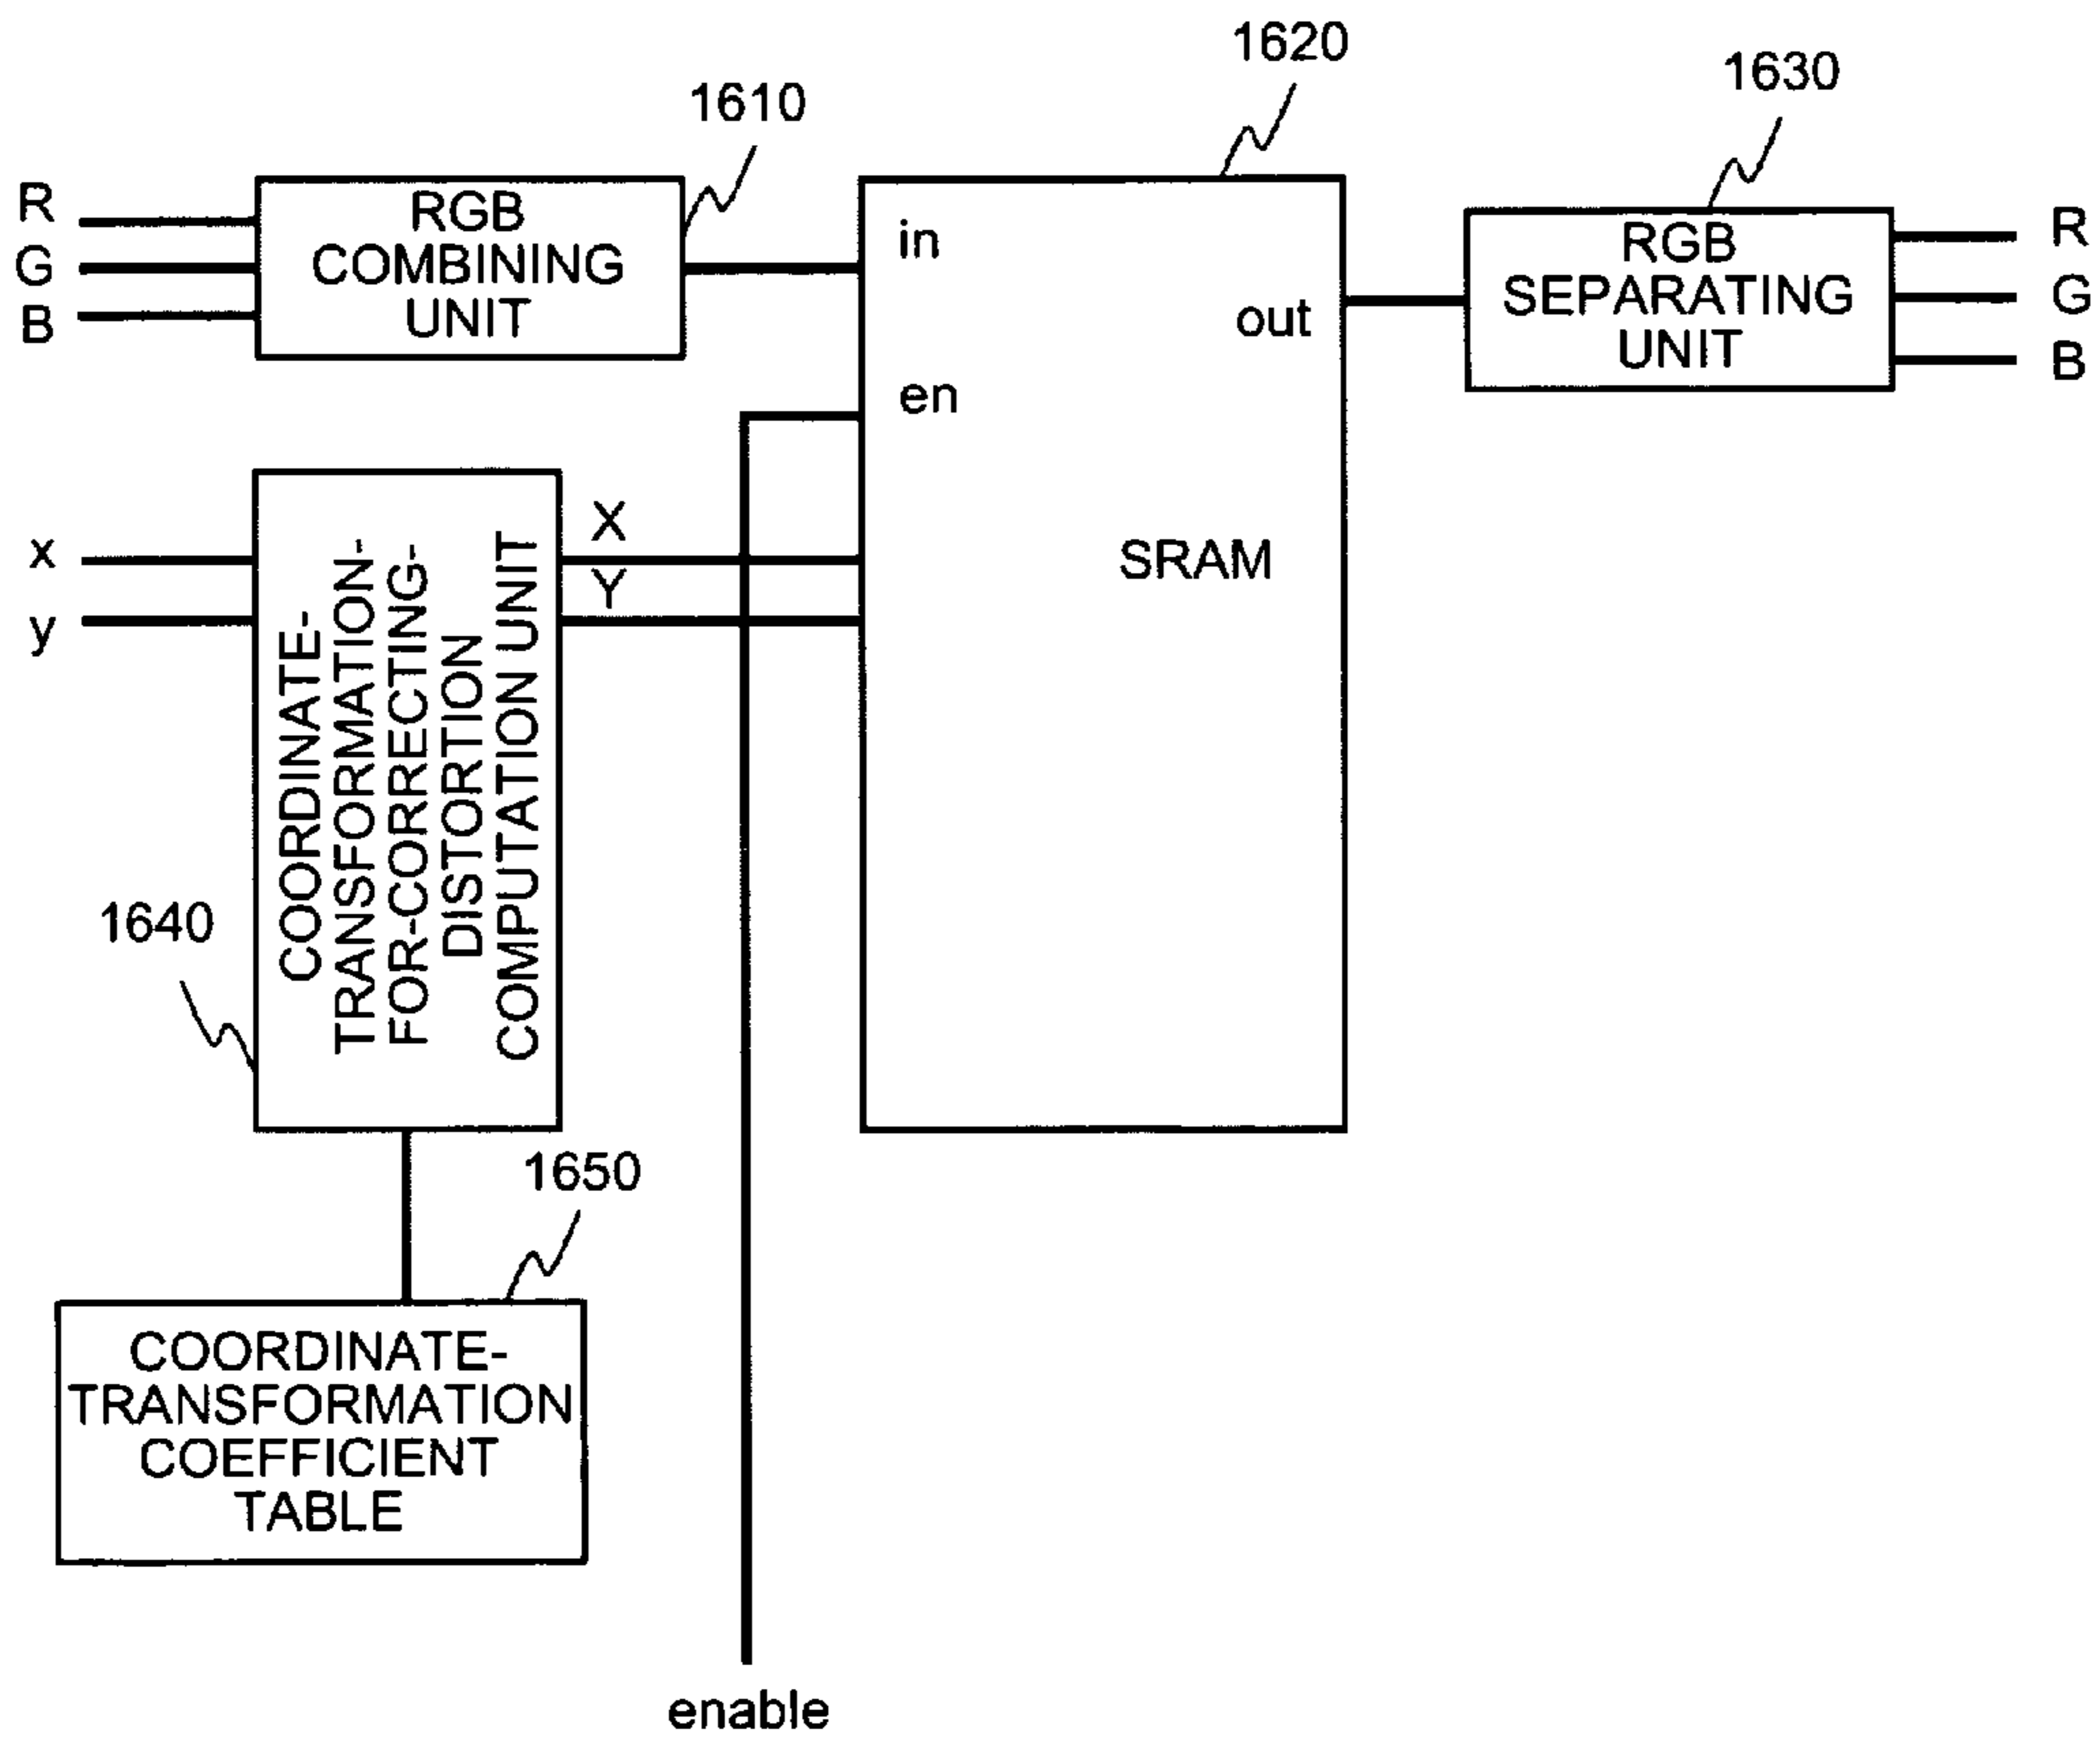 1620
1630
1610
R
G
B
RGB
COMBINING
UNIT
in
out
en
SRAM
RGB
SEPARATING
UNIT
R
G
B
x
y
COORDINATE-
TRANSFORMATION-
FOR-CORRECTING-
DISTORTION
COMPUTATION UNIT
X
Y
1640
1650
COORDINATE-
TRANSFORMATION
COEFFICIENT
TABLE
enable